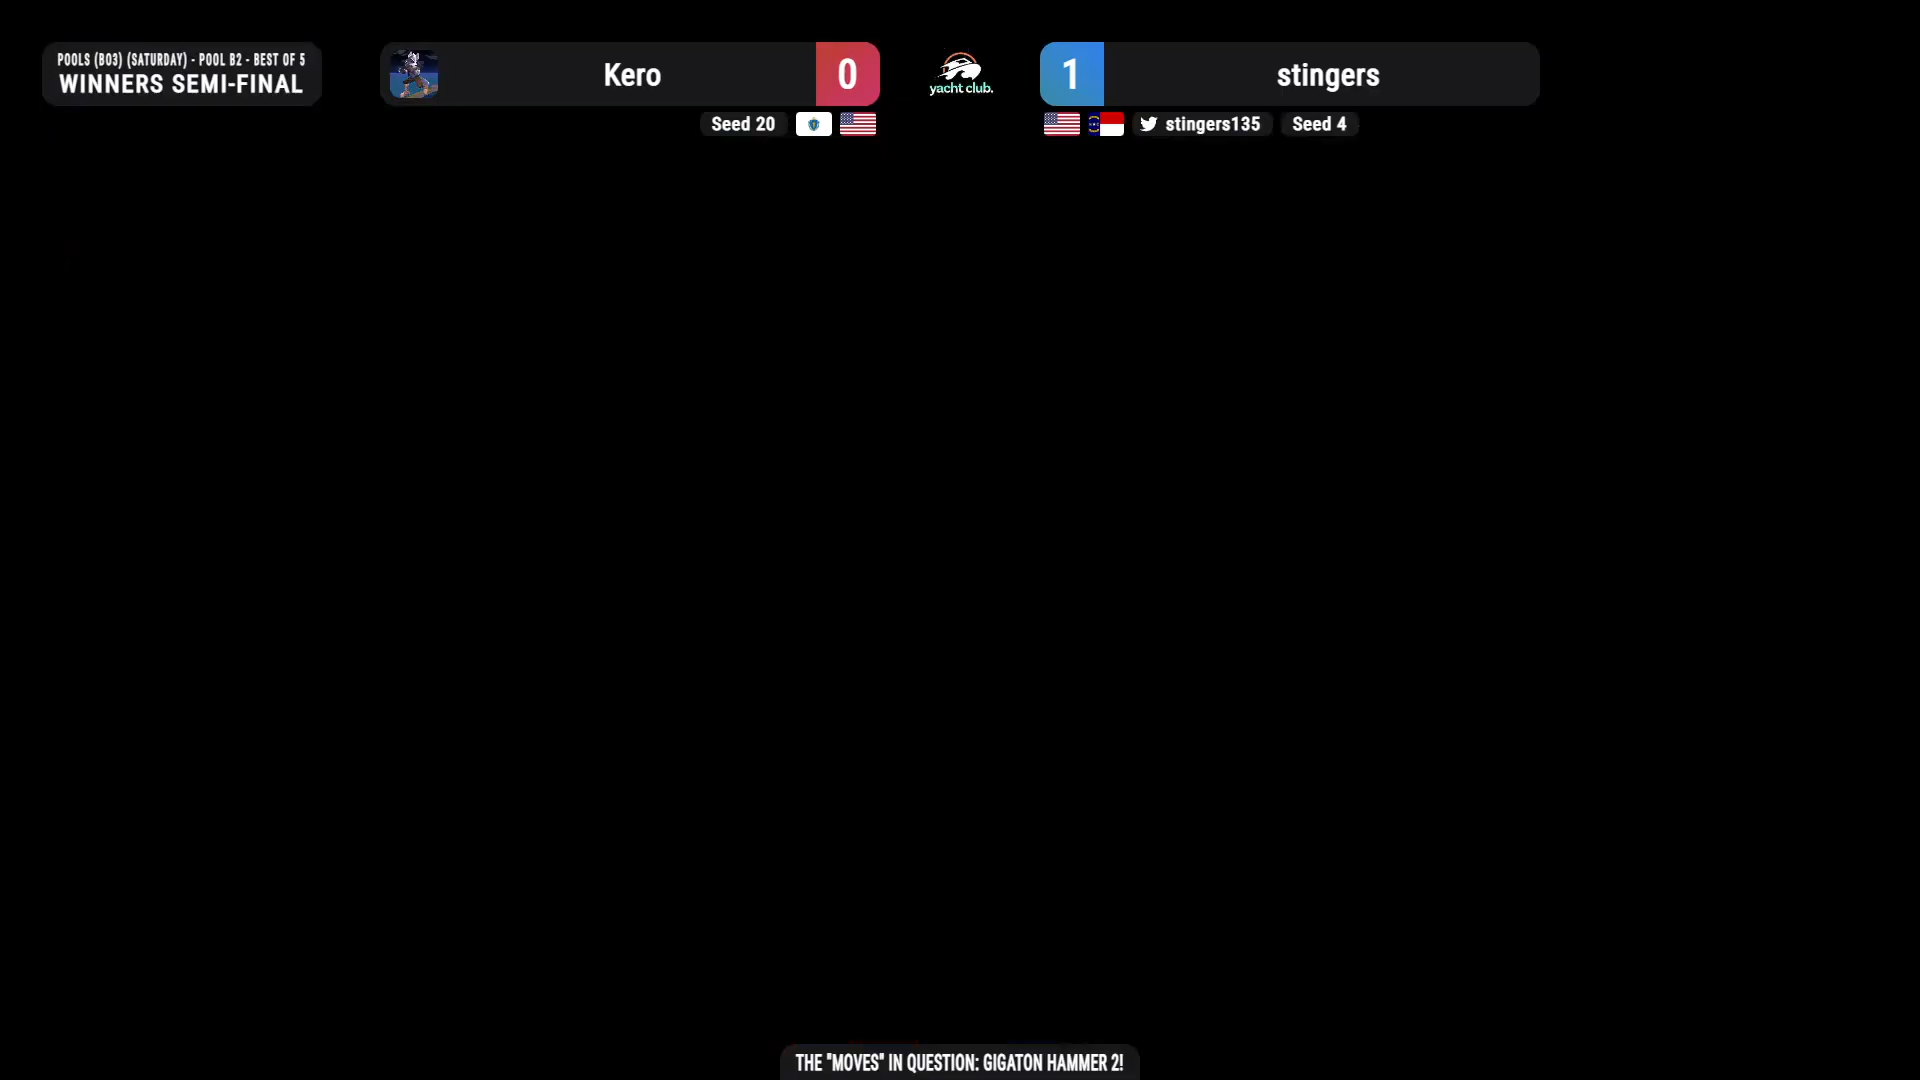 POOLS (BO3) (SATURDAY) - POOL B2 - BEST OF 5
WINNERS SEMI-FINAL
Kero
0
yacht club.
1
stingers
Seed 20
stingers135
Seed 4
THE "MOVES" IN QUESTION: GIGATON HAMMER 2!